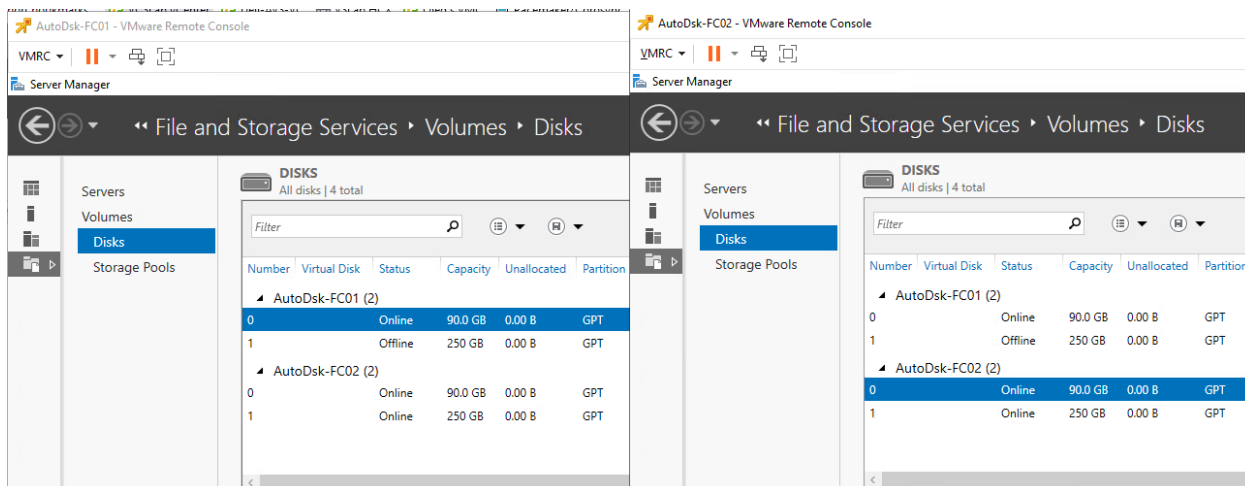 AutoDsk-FC01 - VMware Remote Console
VMRC
Server Manager
File and Storage Services Volumes Disks
Servers
Volumes
Disks
Storage Pools
DISKS
All disks | 4 total
Filter
Number Virtual Disk Status Capacity Unallocated Partition
AutoDsk-FC01 (2)
0 Online 90.0 GB 0.00 B GPT
1 Offline 250 GB 0.00 B GPT
AutoDsk-FC02 (2)
0 Online 90.0 GB 0.00 B GPT
1 Online 250 GB 0.00 B GPT
AutoDsk-FC02 - VMware Remote Console
VMRC
Server Manager
File and Storage Services Volumes Disks
Servers
Volumes
Disks
Storage Pools
DISKS
All disks | 4 total
Filter
Number Virtual Disk Status Capacity Unallocated Partition
AutoDsk-FC01 (2)
0 Online 90.0 GB 0.00 B GPT
1 Offline 250 GB 0.00 B GPT
AutoDsk-FC02 (2)
0 Online 90.0 GB 0.00 B GPT
1 Online 250 GB 0.00 B GPT